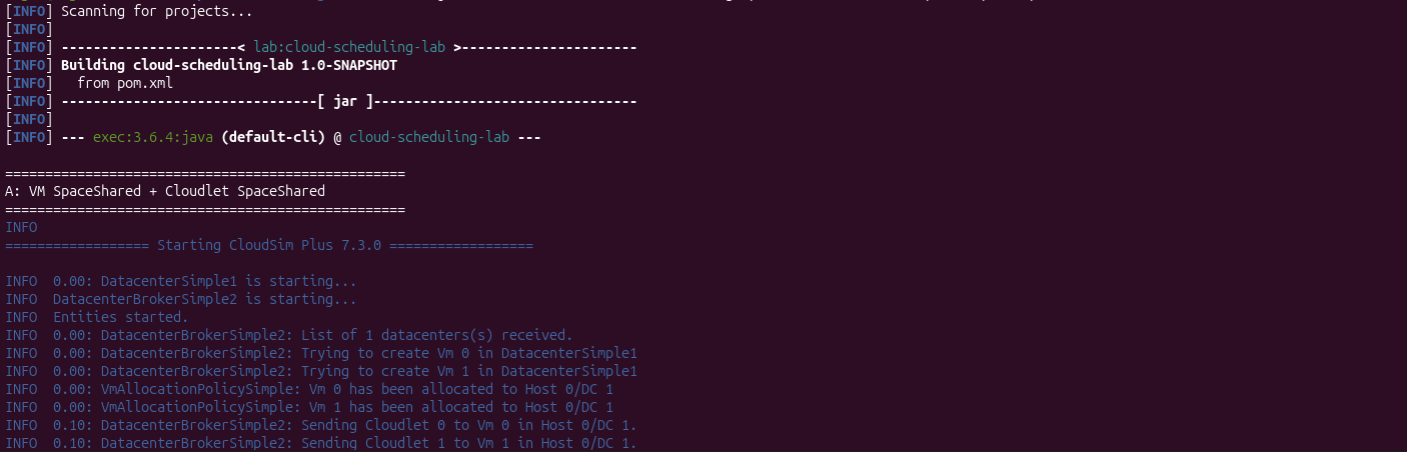 [INFO] Scanning for projects...
[INFO]
[INFO] ----------------------< lab:cloud-scheduling-lab >----------------------
[INFO] Building cloud-scheduling-lab 1.0-SNAPSHOT
[INFO]   from pom.xml
[INFO] --------------------------------[ jar ]---------------------------------
[INFO]
[INFO] --- exec:3.6.4:java (default-cli) @ cloud-scheduling-lab ---
==================================================
A: VM SpaceShared + Cloudlet SpaceShared
==================================================
INFO
================== Starting CloudSim Plus 7.3.0 ==================
INFO  0.00: DatacenterSimple1 is starting...
INFO  DatacenterBrokerSimple2 is starting...
INFO  Entities started.
INFO  0.00: DatacenterBrokerSimple2: List of 1 datacenters(s) received.
INFO  0.00: DatacenterBrokerSimple2: Trying to create Vm 0 in DatacenterSimple1
INFO  0.00: DatacenterBrokerSimple2: Trying to create Vm 1 in DatacenterSimple1
INFO  0.00: VmAllocationPolicySimple: Vm 0 has been allocated to Host 0/DC 1
INFO  0.00: VmAllocationPolicySimple: Vm 1 has been allocated to Host 0/DC 1
INFO  0.10: DatacenterBrokerSimple2: Sending Cloudlet 0 to Vm 0 in Host 0/DC 1.
INFO  0.10: DatacenterBrokerSimple2: Sending Cloudlet 1 to Vm 1 in Host 0/DC 1.